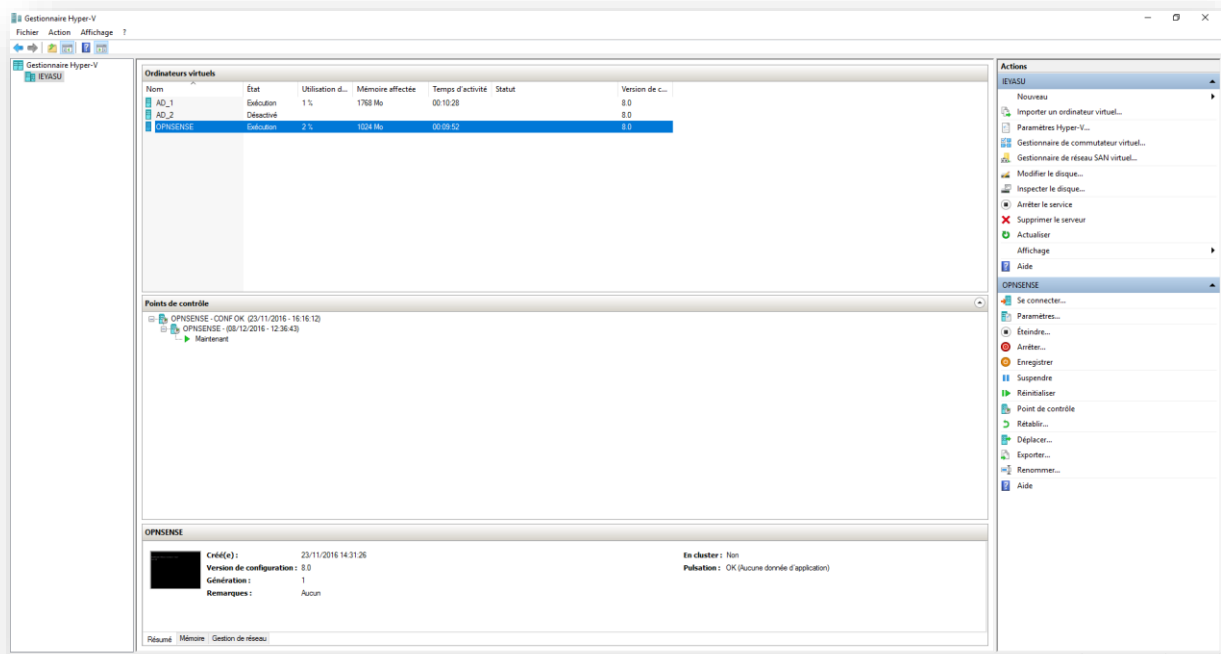 Gestionnaire Hyper-V
Fichier Action Affichage ?
Gestionnaire Hyper-V
IEYASU
Ordinateurs virtuels
Nom État Utilisation d... Mémoire affectée Temps d'activité Statut Version de c...
AD_1 Exécution 1 % 1768 Mo 00:10:28 8.0
AD_2 Désactivé 8.0
OPNSENSE Exécution 2 % 1024 Mo 00:09:52 8.0
Points de contrôle
OPNSENSE - CONF OK (23/11/2016 - 16:16:12)
OPNSENSE - (08/12/2016 - 12:36:43)
Maintenant
OPNSENSE
Créé(e) : 23/11/2016 14:31:26 En cluster : Non
Version de configuration : 8.0 Pulsation : OK (Aucune donnée d'application)
Génération : 1
Remarques : Aucun
Résumé Mémoire Gestion de réseau
Actions
IEYASU
Nouveau
Importer un ordinateur virtuel...
Paramètres Hyper-V...
Gestionnaire de commutateur virtuel...
Gestionnaire de réseau SAN virtuel...
Modifier le disque...
Inspecter le disque...
Arrêter le service
Supprimer le serveur
Actualiser
Affichage
Aide
OPNSENSE
Se connecter...
Paramètres...
Éteindre...
Arrêter...
Enregistrer
Suspendre
Réinitialiser
Point de contrôle
Rétablir...
Déplacer...
Exporter...
Renommer...
Aide